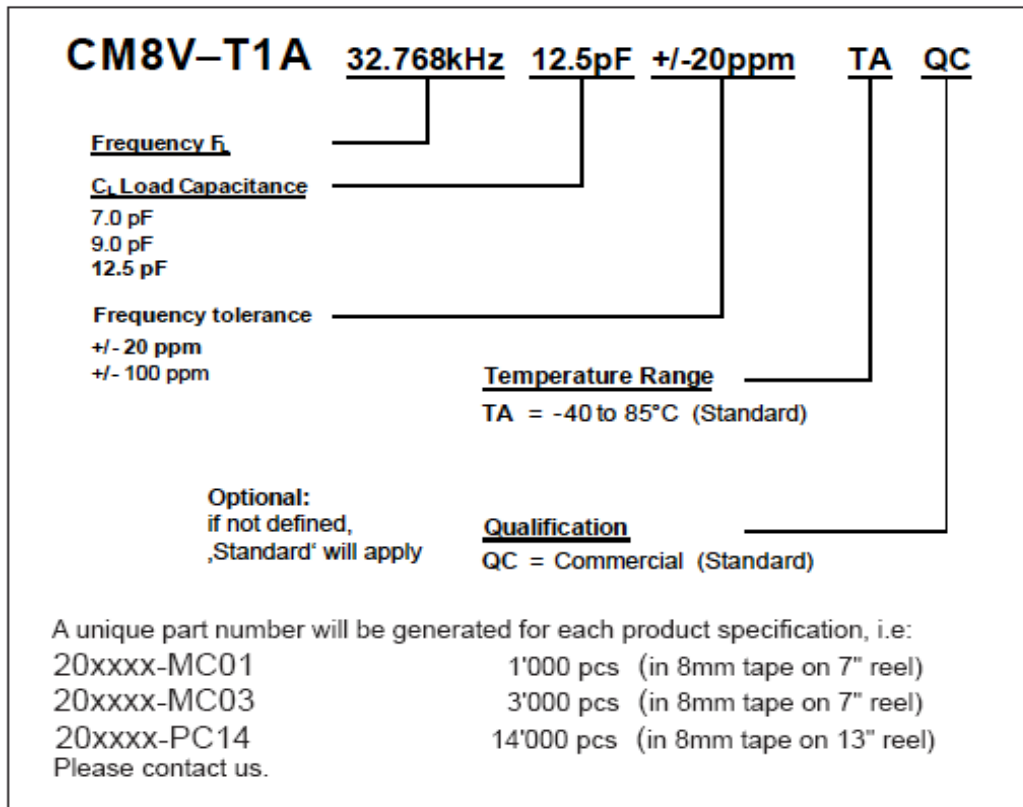 CM8V–T1A 32.768kHz 12.5pF +/-20ppm TA QC
Frequency FL
CL Load Capacitance
7.0 pF
9.0 pF
12.5 pF
Frequency tolerance
+/- 20 ppm
+/- 100 ppm
Temperature Range
TA = -40 to 85°C (Standard)
Optional:
if not defined,
‚Standard‘ will apply
Qualification
QC = Commercial (Standard)
A unique part number will be generated for each product specification, i.e:
20xxxx-MC01 1'000 pcs (in 8mm tape on 7" reel)
20xxxx-MC03 3'000 pcs (in 8mm tape on 7" reel)
20xxxx-PC14 14'000 pcs (in 8mm tape on 13" reel)
Please contact us.